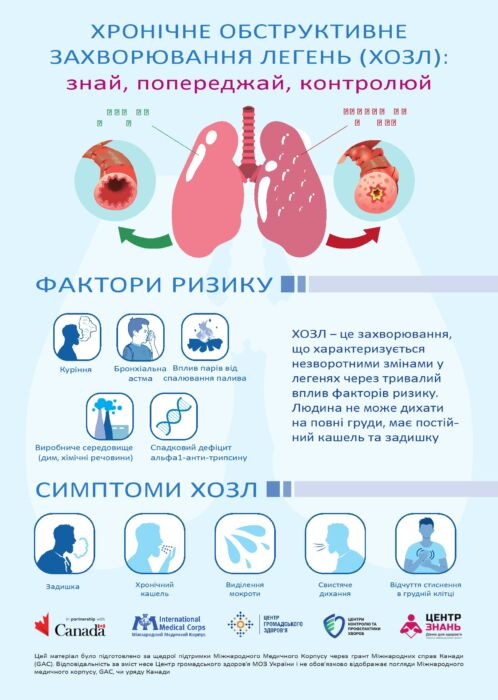 ХРОНІЧНЕ ОБСТРУКТИВНЕ
ЗАХВОРЮВАННЯ ЛЕГЕНЬ (ХОЗЛ):
знай, попереджай, контролюй
ФАКТОРИ РИЗИКУ
Куріння
Бронхіальна
астма
Вплив парів від
спалювання палива
Виробниче середовище
(дим, хімічні речовини)
Спадковий дефіцит
альфа1-анти-трипсину
ХОЗЛ – це захворювання,
що характеризується
незворотними змінами у
легенях через тривалий
вплив факторів ризику.
Людина не може дихати
на повні груди, має постій-
ний кашель та задишку
СИМПТОМИ ХОЗЛ
Задишка
Хронічний
кашель
Виділення
мокроти
Свистяче
дихання
Відчуття стиснення
в грудній клітці
in partnership with
Canada
International
Medical Corps
Міжнародний Медичний Корпус
ЦЕНТР
ГРОМАДСЬКОГО
ЗДОРОВ'Я
ЦЕНТРИ
КОНТРОЛЮ ТА
ПРОФІЛАКТИКИ
ХВОРОБ
ЦЕНТР
ЗНАНЬ
Цей матеріал було підготовлено за щедрої підтримки Міжнародного Медичного Корпусу через грант Міжнародних справ Канади
(GAC). Відповідальність за зміст несе Центр громадського здоров'я МОЗ України і не обов'язково відображає погляди Міжнародного
медичного корпусу, GAC, чи уряду Канади